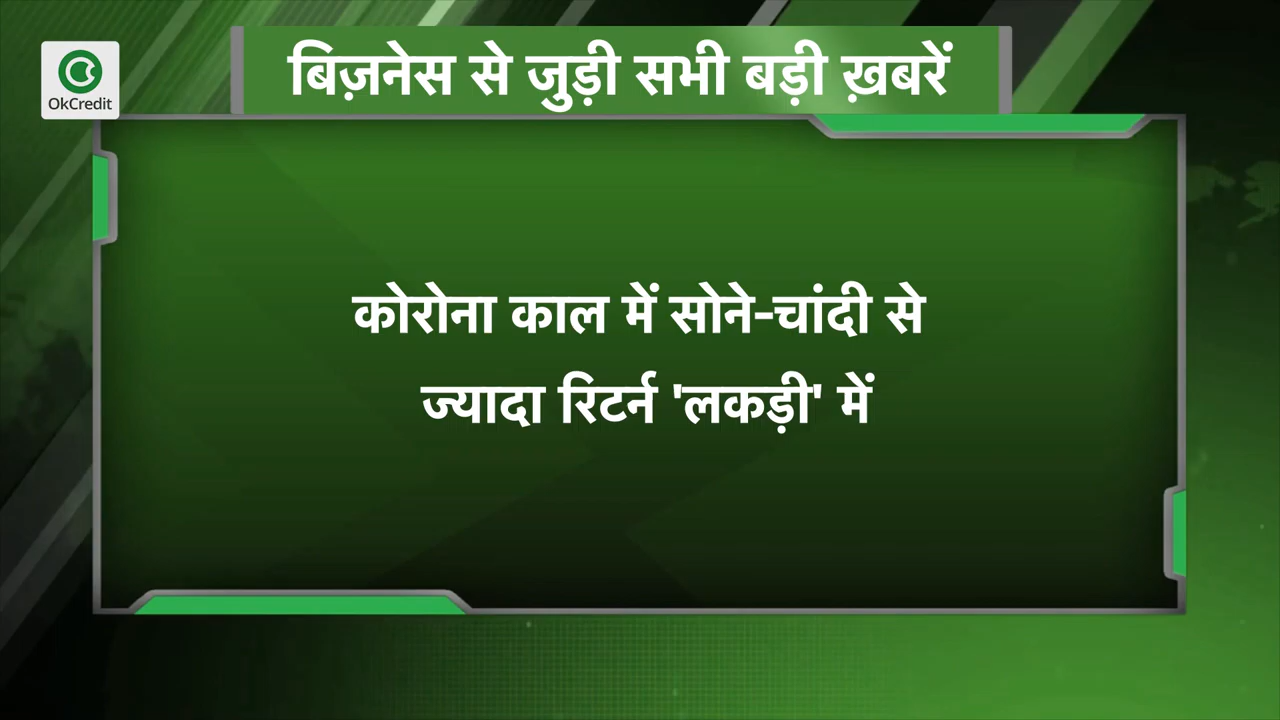 बिज़नेस से जुड़ी सभी बड़ी ख़बरें
OkCredit
कोरोना काल में सोने-चांदी से
ज्यादा रिटर्न 'लकड़ी' में